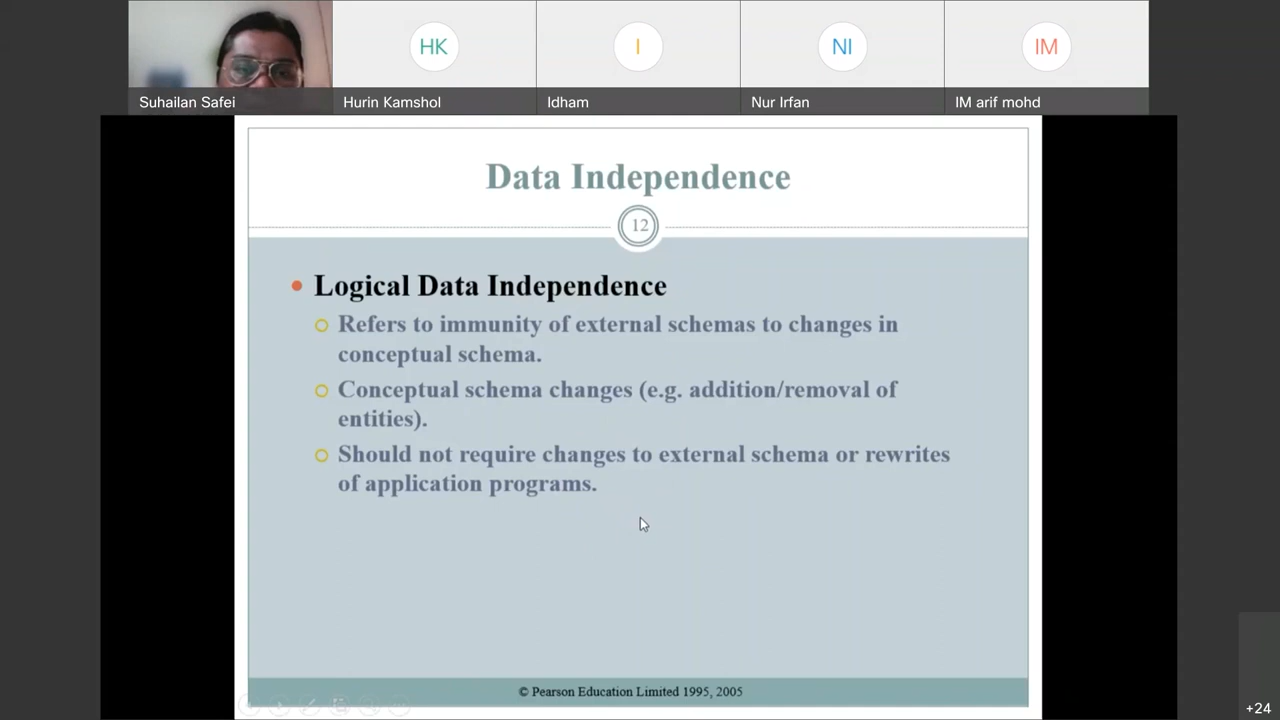 HK
I
NI
IM
Suhailan Safei
Hurin Kamshol
Idham
Nur Irfan
IM arif mohd
Data Independence
12
Logical Data Independence
Refers to immunity of external schemas to changes in
conceptual schema.
Conceptual schema changes (e.g. addition/removal of
entities).
Should not require changes to external schema or rewrites
of application programs.
© Pearson Education Limited 1995, 2005
+24